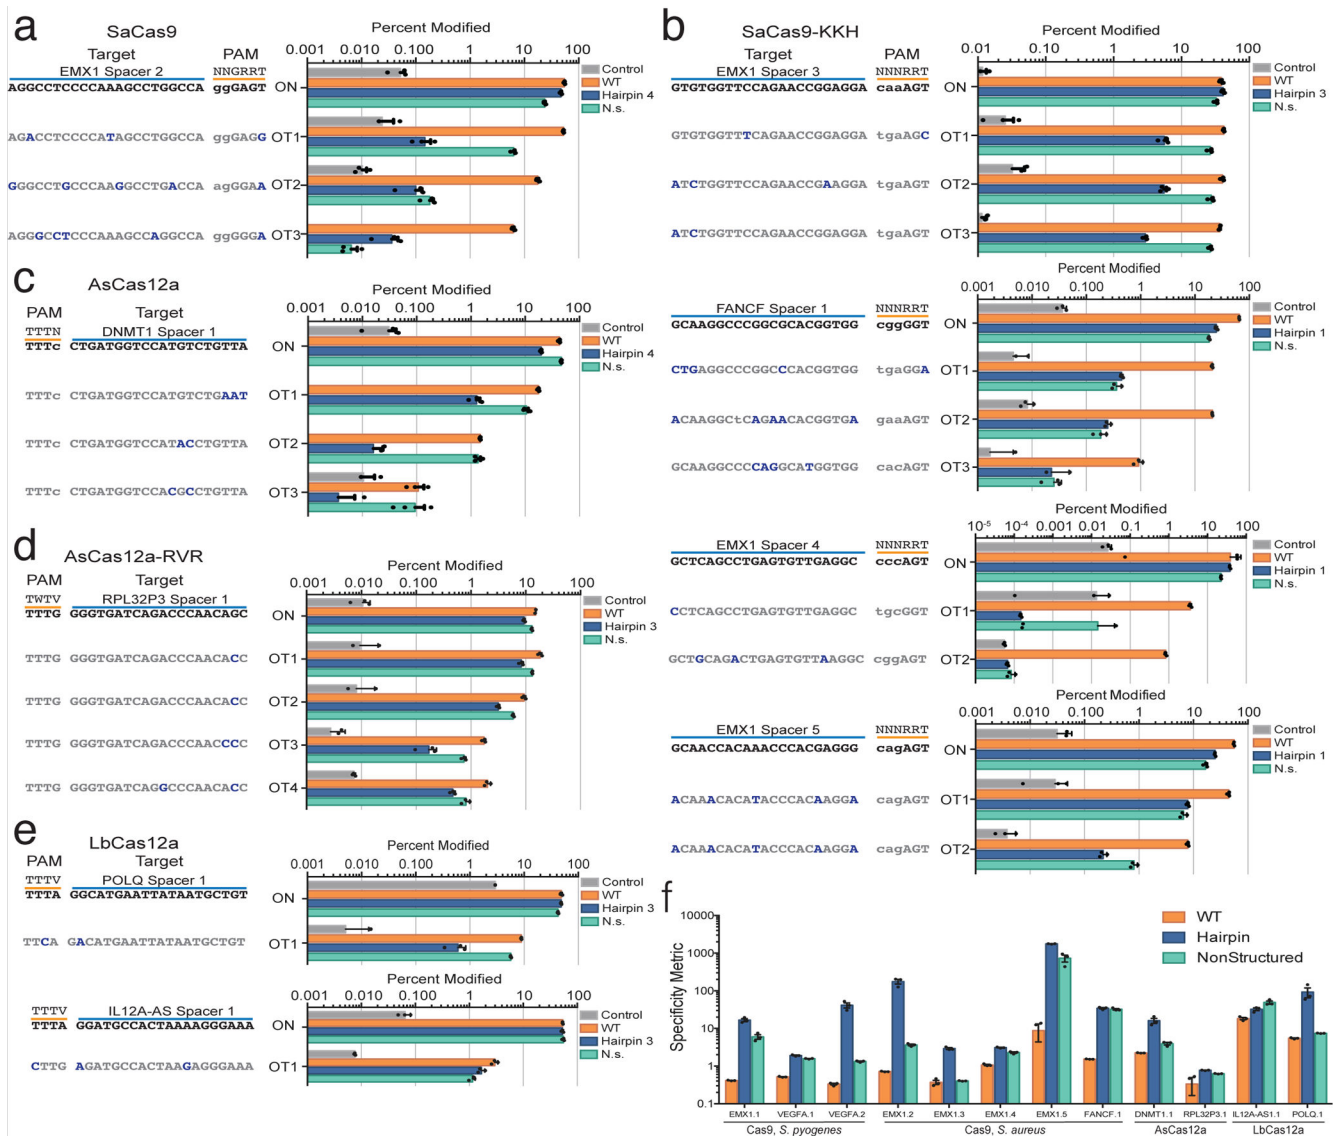 a
SaCas9
Target
PAM
EMX1 Spacer 2
NNGRRT
AGGCCTCCCCAAAGCCTGGCCA ggGAGT
AGACCTCCCCATAGCCTGGCCA ggGAGG
GGGCCTGCCCAAGGCCTGACCA agGGAA
AGGGCCTCCCAAAGCCAGGCCA ggGGGA
Percent Modified
0.001 0.010 0.100 1 10 100
ON
OT1
OT2
OT3
Control
WT
Hairpin 4
N.s.
b
SaCas9-KKH
Target
PAM
EMX1 Spacer 3
NNNRRT
GTGTGGTTCCAGAACCGGAGGA caaAGT
GTGTGGTTTCAGAACCGGAGGA tgaAGC
ATCTGGTTCCAGAACCGAAGGA tgaAGT
ATCTGGTTCCAGAACCGGAGGA tgaAGT
Percent Modified
0.01 0.10 1 10 100
ON
OT1
OT2
OT3
Control
WT
Hairpin 3
N.s.
FANCF Spacer 1
NNNRRT
GCAAGGCCCGGCGCACGGTGG cggGGT
CTGAGGCCCGGCCCACGGTGG tgaGGA
ACAAGGCtCAGAACACGGTGA gaaAGT
GCAAGGCCCCAGGCATGGTGG cacAGT
Percent Modified
0.001 0.010 0.100 1 10 100
ON
OT1
OT2
OT3
Control
WT
Hairpin 1
N.s.
EMX1 Spacer 4
NNNRRT
GCTCAGCCTGAGTGTTGAGGC cccAGT
CCTCAGCCTGAGTGTTGAGGC tgcGGT
GCTGCAGACTGAGTGTTAAGGC cggAGT
Percent Modified
10-5 10-4 0.001 0.01 0.1 1 10 100
ON
OT1
OT2
Control
WT
Hairpin 1
N.s.
EMX1 Spacer 5
NNNRRT
GCAACCACAAACCCACGAGGG cagAGT
ACAAACACATACCCACAAGGA cagAGT
ACAAACACATACCCACAAGGA cagAGT
Percent Modified
0.001 0.010 0.100 1 10 100
ON
OT1
OT2
Control
WT
Hairpin 1
N.s.
c
AsCas12a
PAM
Target
TTTN
DNMT1 Spacer 1
TTTc CTGATGGTCCATGTCTGTTA
TTTc CTGATGGTCCATGTCTGAAT
TTTc CTGATGGTCCATACCTGTTA
TTTc CTGATGGTCCACGCCTGTTA
Percent Modified
0.001 0.010 0.100 1 10 100
ON
OT1
OT2
OT3
Control
WT
Hairpin 4
N.s.
d
AsCas12a-RVR
PAM
Target
TWTV
RPL32P3 Spacer 1
TTTG GGGTGATCAGACCCAACAGC
TTTG GGGTGATCAGACCCAACACC
TTTG GGGTGATCAGACCCAACACC
TTTG GGGTGATCAGACCCAACCCC
TTTG GGGTGATCAGGCCCAACACC
Percent Modified
0.001 0.010 0.100 1 10 100
ON
OT1
OT2
OT3
OT4
Control
WT
Hairpin 3
N.s.
e
LbCas12a
PAM
Target
TTTV
POLQ Spacer 1
TTTA GGCATGAATTATAATGCTGT
TTCA GACATGAATTATAATGCTGT
Percent Modified
0.001 0.010 0.100 1 10 100
ON
OT1
Control
WT
Hairpin 3
N.s.
TTTV
IL12A-AS Spacer 1
TTTA GGATGCCACTAAAAGGGAAA
CTTG AGATGCCACTAAGAGGGAAA
Percent Modified
0.001 0.010 0.100 1 10 100
ON
OT1
Control
WT
Hairpin 3
N.s.
f
Specificity Metric
10000
1000
100
10
1
0.1
WT
Hairpin
NonStructured
EMX1.1 VEGFA.1 VEGFA.2 EMX1.2 EMX1.3 EMX1.4 EMX1.5 FANCF.1 DNMT1.1 RPL32P3.1 IL12A-AS1.1 POLQ.1
Cas9, S. pyogenes Cas9, S. aureus AsCas12a LbCas12a